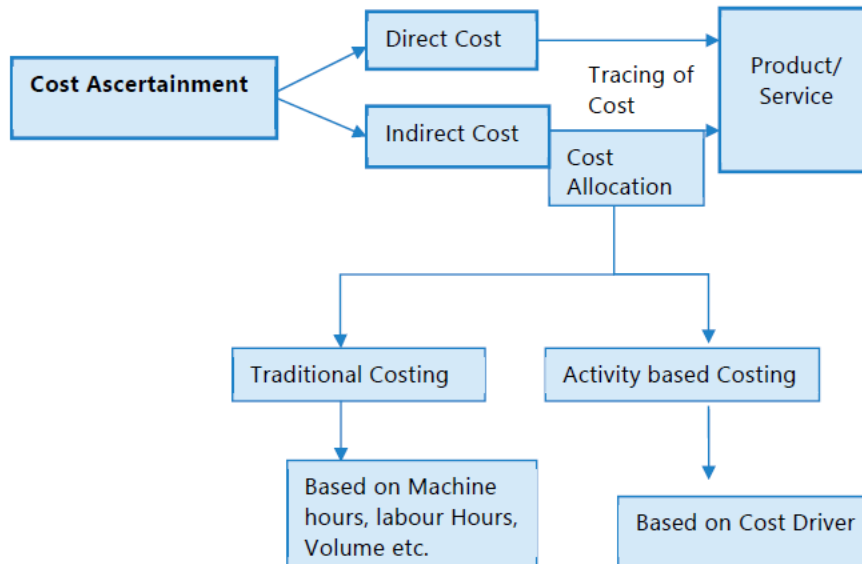 Direct Cost
Cost Ascertainment
Tracing of
Cost
Product/
Service
Indirect Cost
Cost
Allocation
Traditional Costing
Activity based Costing
Based on Machine
hours, labour Hours,
Volume etc.
Based on Cost Driver